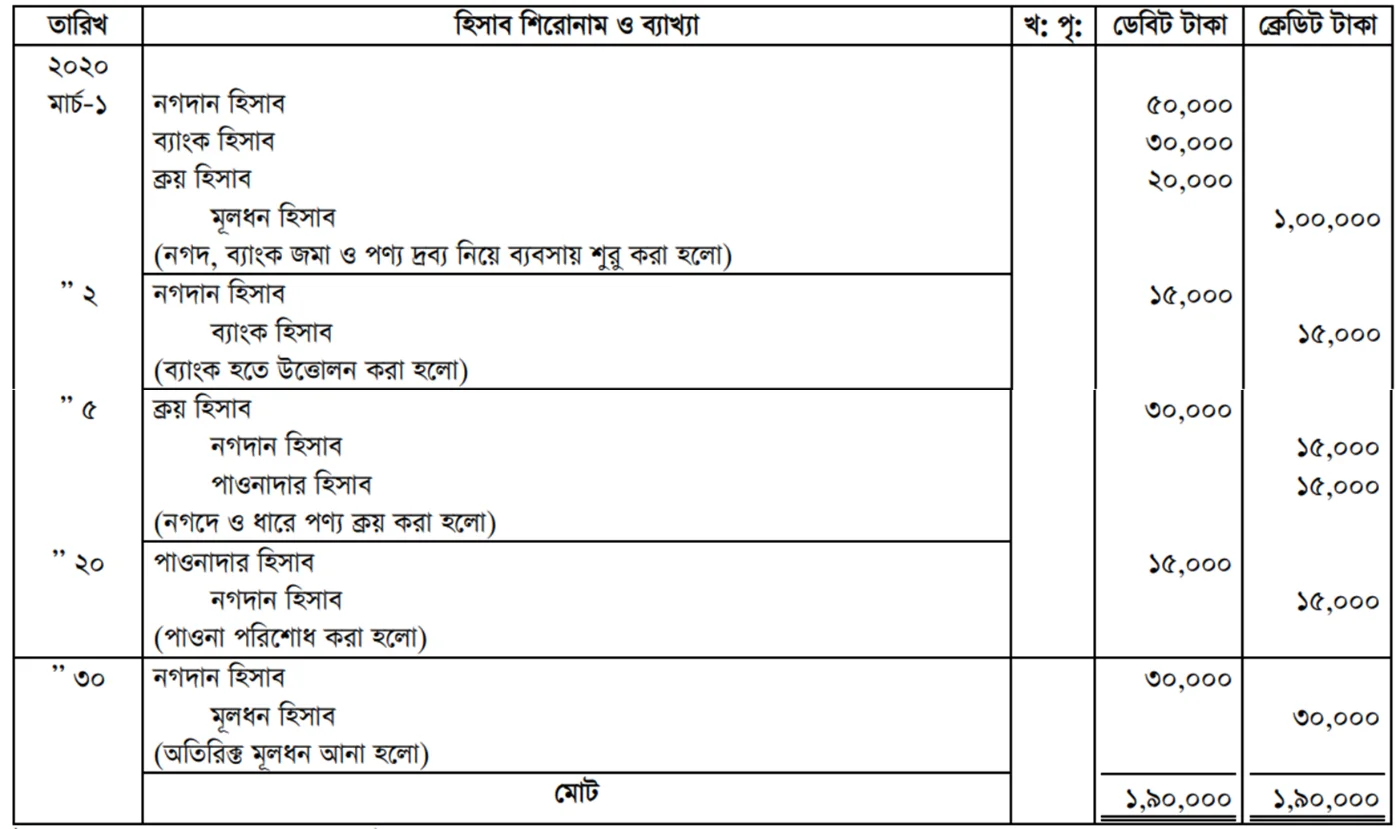 তারিখ হিসাব শিরোনাম ও ব্যাখ্যা খ: পৃ: ডেবিট টাকা ক্রেডিট টাকা
২০২০
মার্চ-১ নগদান হিসাব ৫০,০০০
ব্যাংক হিসাব ৩০,০০০
ক্রয় হিসাব ২০,০০০
মূলধন হিসাব ১,০০,০০০
(নগদ, ব্যাংক জমা ও পণ্য দ্রব্য নিয়ে ব্যবসায় শুরু করা হলো)
” ২ নগদান হিসাব ১৫,০০০
ব্যাংক হিসাব ১৫,০০০
(ব্যাংক হতে উত্তোলন করা হলো)
” ৫ ক্রয় হিসাব ৩০,০০০
নগদান হিসাব ১৫,০০০
পাওনাদার হিসাব ১৫,০০০
(নগদে ও ধারে পণ্য ক্রয় করা হলো)
” ২০ পাওনাদার হিসাব ১৫,০০০
নগদান হিসাব ১৫,০০০
(পাওনা পরিশোধ করা হলো)
” ৩০ নগদান হিসাব ৩০,০০০
মূলধন হিসাব ৩০,০০০
(অতিরিক্ত মূলধন আনা হলো)
মোট ১,৯০,০০০ ১,৯০,০০০